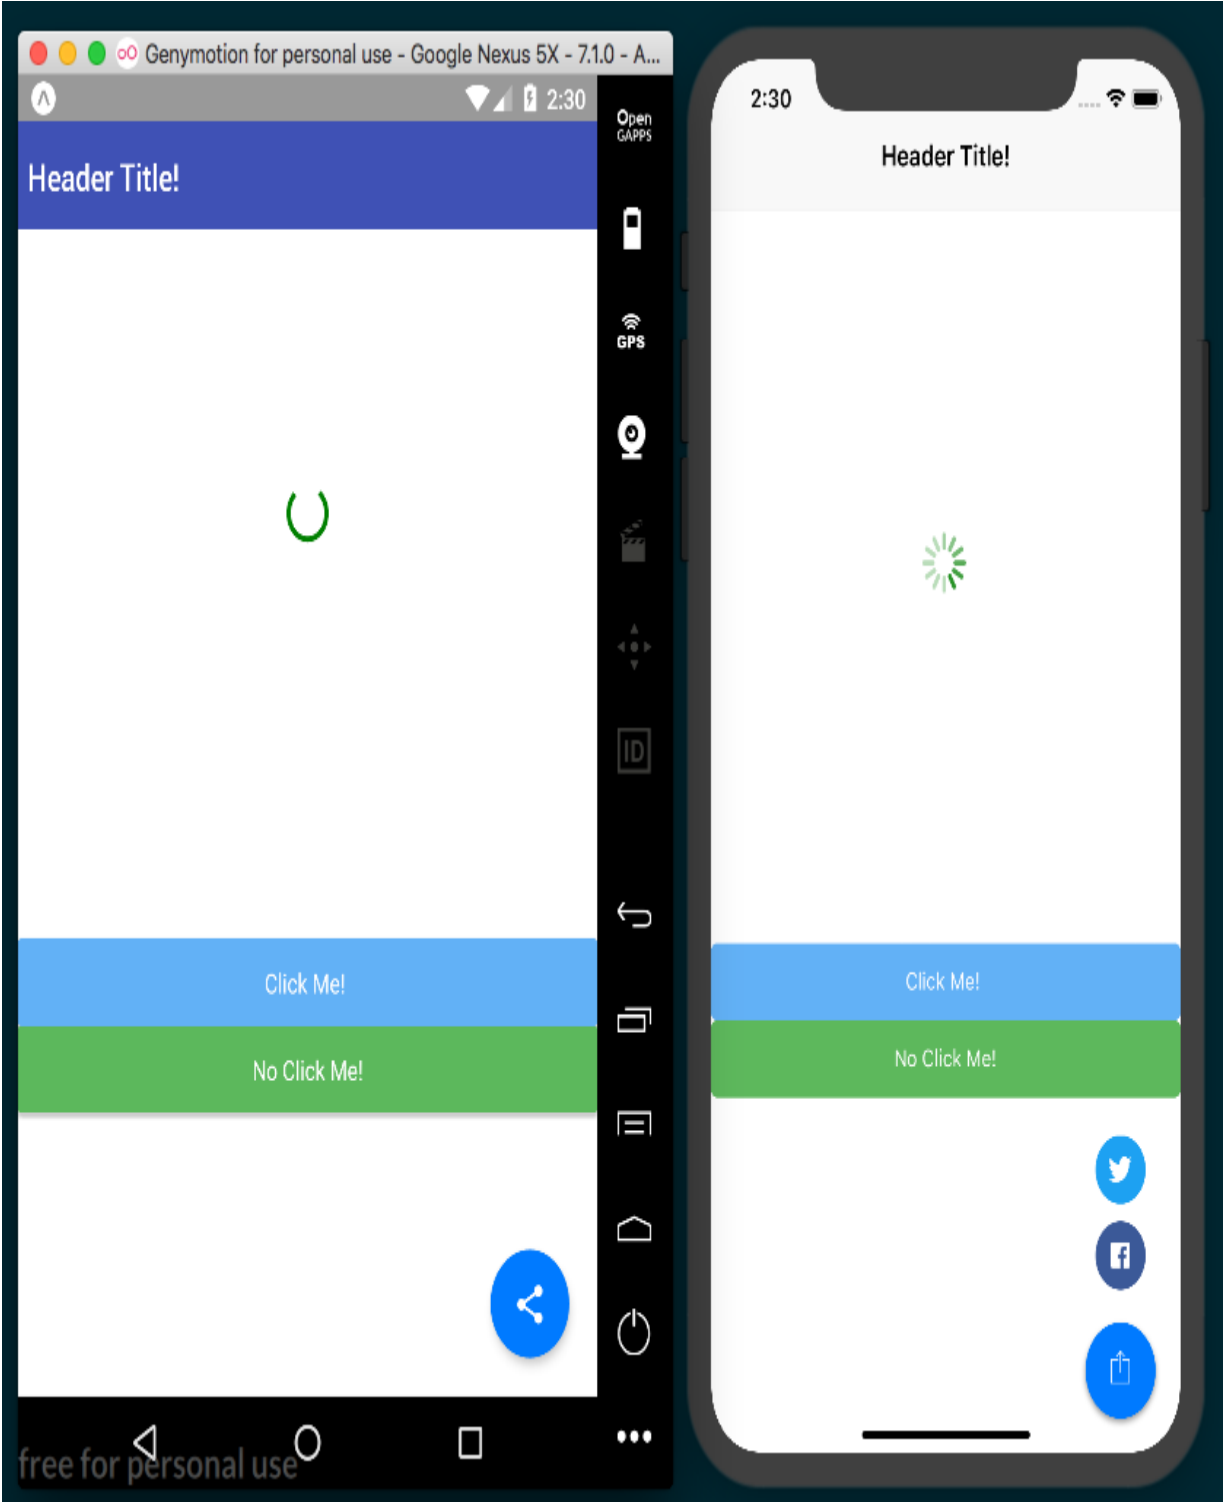 Genymotion for personal use - Google Nexus 5X - 7.1.0 - A...
2:30
Open
GAPPS
Header Title!
GPS
ID
Click Me!
No Click Me!
free for personal use
2:30
Header Title!
Click Me!
No Click Me!